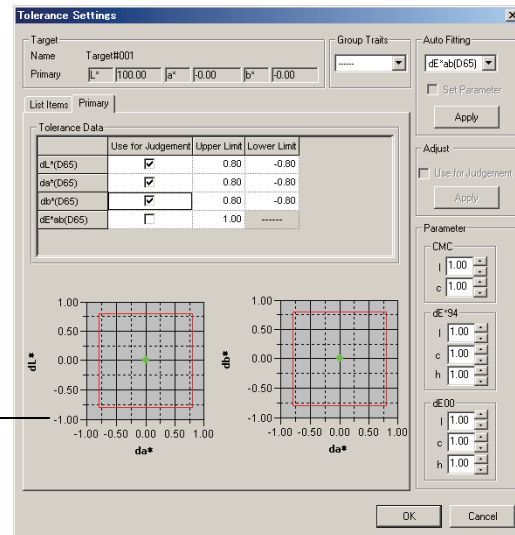 Tolerance Settings
Target
Name Target#001
Primary L* 100.00 a* -0.00 b* -0.00
Group Traits
------
Auto Fitting
dE*ab(D65)
Set Parameter
Apply
List Items Primary
Tolerance Data
Use for Judgement Upper Limit Lower Limit
dL*(D65) 0.80 -0.80
da*(D65) 0.80 -0.80
db*(D65) 0.80 -0.80
dE*ab(D65) 1.00 ------
Adjust
Use for Judgement
Apply
Parameter
CMC
l 1.00
c 1.00
dE*94
l 1.00
c 1.00
h 1.00
dE00
l 1.00
c 1.00
h 1.00
dL*
1.00
0.50
0.00
-0.50
-1.00
-1.00 -0.50 0.00 0.50 1.00
da*
db*
1.00
0.50
0.00
-0.50
-1.00
-1.00 -0.50 0.00 0.50 1.00
da*
OK Cancel